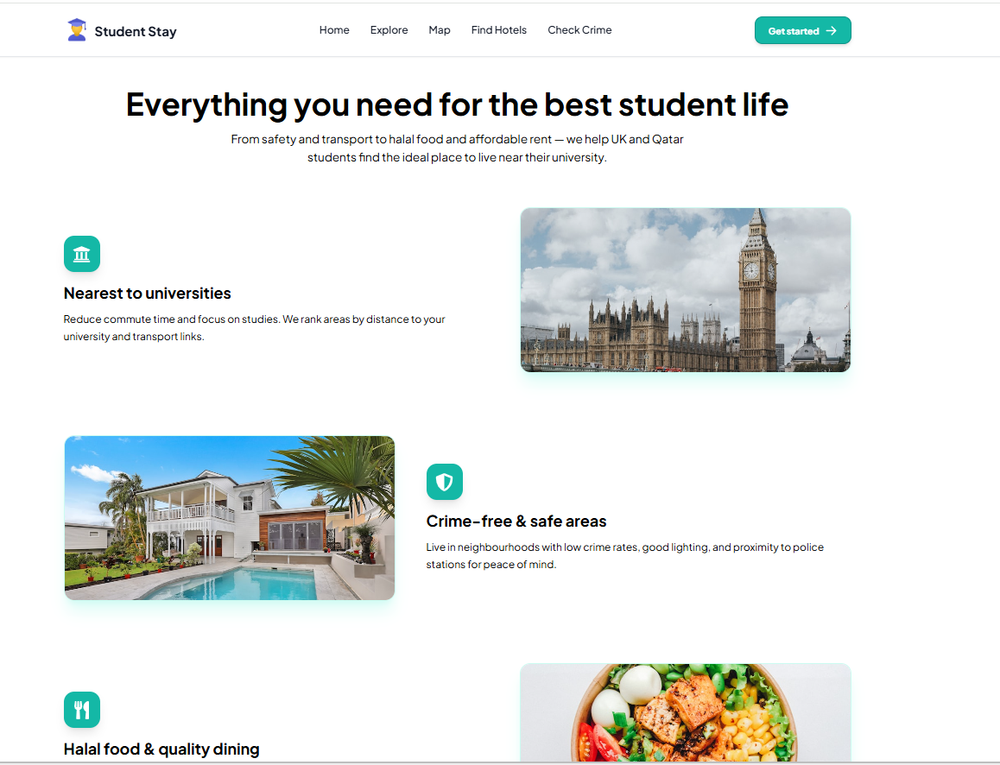 Student Stay
Home
Explore
Map
Find Hotels
Check Crime
Get started
Everything you need for the best student life
From safety and transport to halal food and affordable rent — we help UK and Qatar
students find the ideal place to live near their university.
Nearest to universities
Reduce commute time and focus on studies. We rank areas by distance to your
university and transport links.
Crime-free & safe areas
Live in neighbourhoods with low crime rates, good lighting, and proximity to police
stations for peace of mind.
Halal food & quality dining